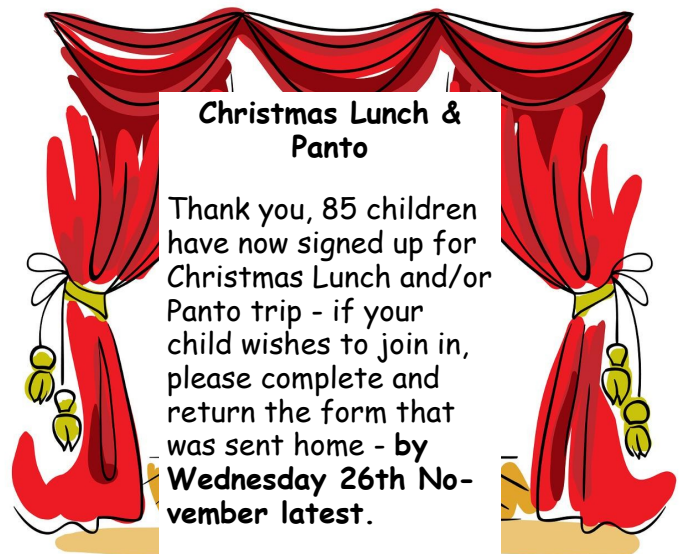 Christmas Lunch &
Panto
Thank you, 85 children
have now signed up for
Christmas Lunch and/or
Panto trip - if your
child wishes to join in,
please complete and
return the form that
was sent home - by
Wednesday 26th No-
vember latest.